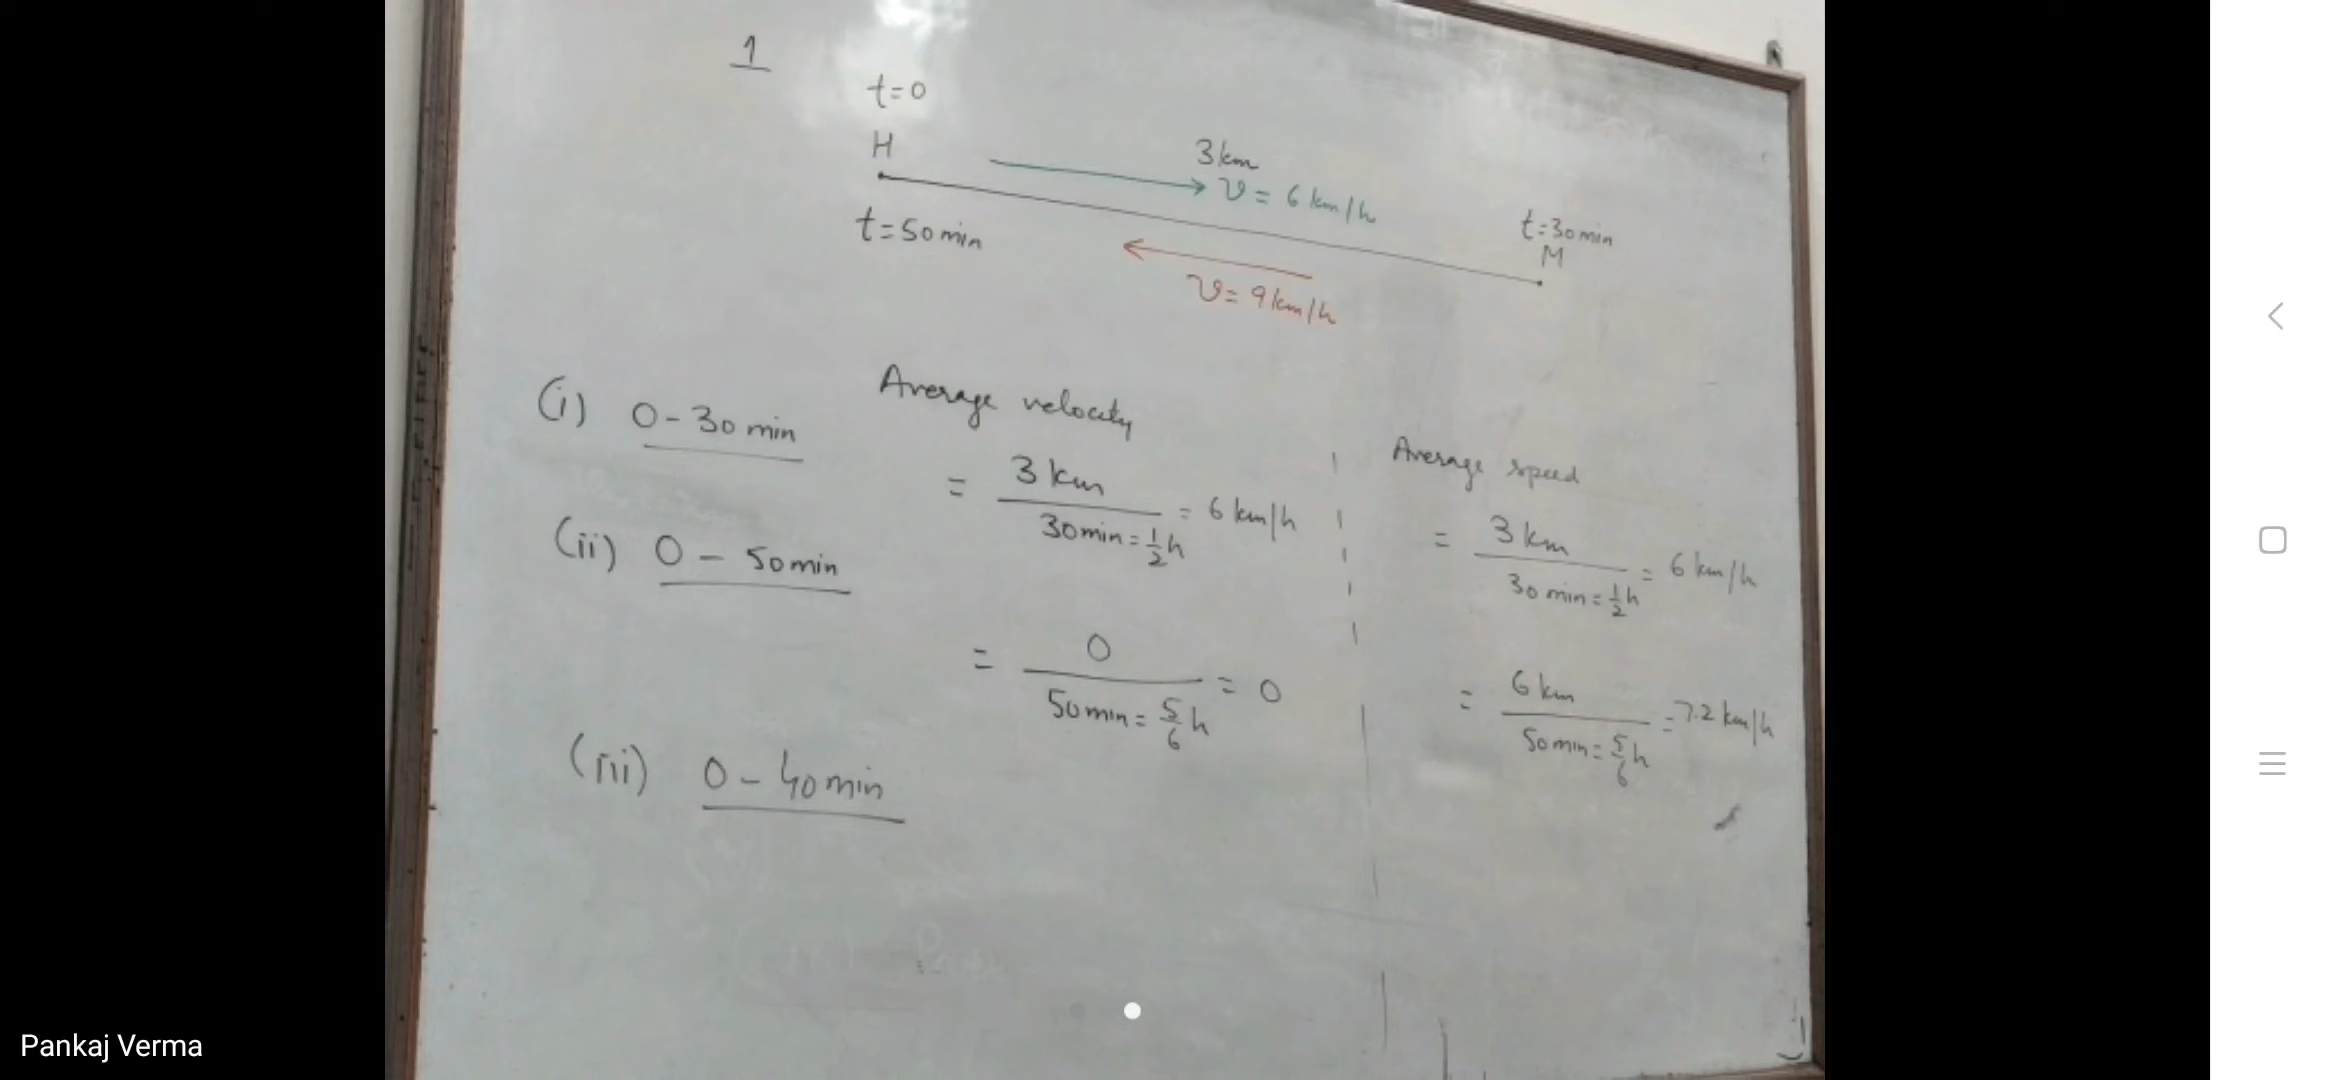 1
t=0
H
3 km
v = 6 km/h
t=30 min
M
t=50 min
v= 9 km/h
Average velocity
(i) 0-30 min
Average speed
= 3 km / 30 min = 1/2 h = 6 km/h
= 3 km / 30 min = 1/2 h = 6 km/h
(ii) 0 - 50 min
= 0 / 50 min = 5/6 h = 0
= 6 km / 50 min = 5/6 h = 7.2 km/h
(iii) 0 - 40 min
Pankaj Verma